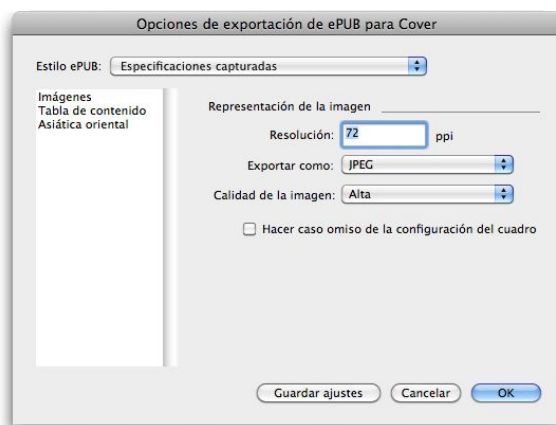 Opciones de exportación de ePUB para Cover
Estilo ePUB: Especificaciones capturadas
Imágenes
Tabla de contenido
Asiática oriental
Representación de la imagen
Resolución: 72 ppi
Exportar como: JPEG
Calidad de la imagen: Alta
Hacer caso omiso de la configuración del cuadro
Guardar ajustes Cancelar OK